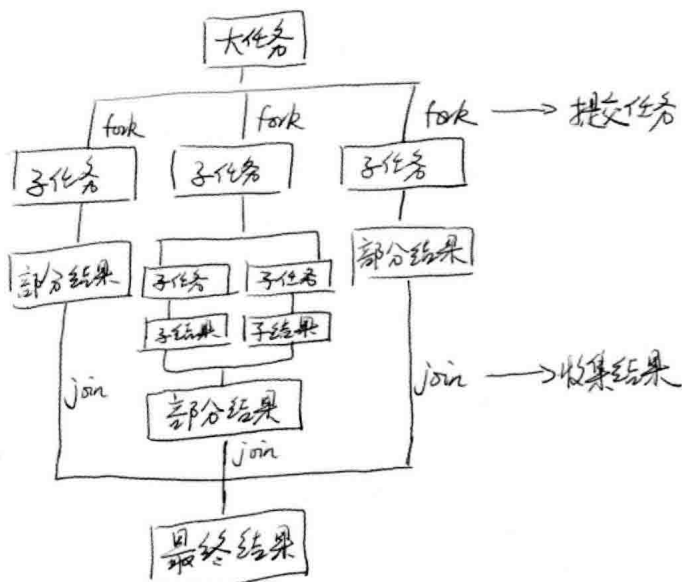 大任务
fork fork fork → 提交任务
子任务 子任务 子任务
部分结果 子任务 子任务 部分结果
子结果 子结果
join 部分结果 join → 收集结果
join
最终结果